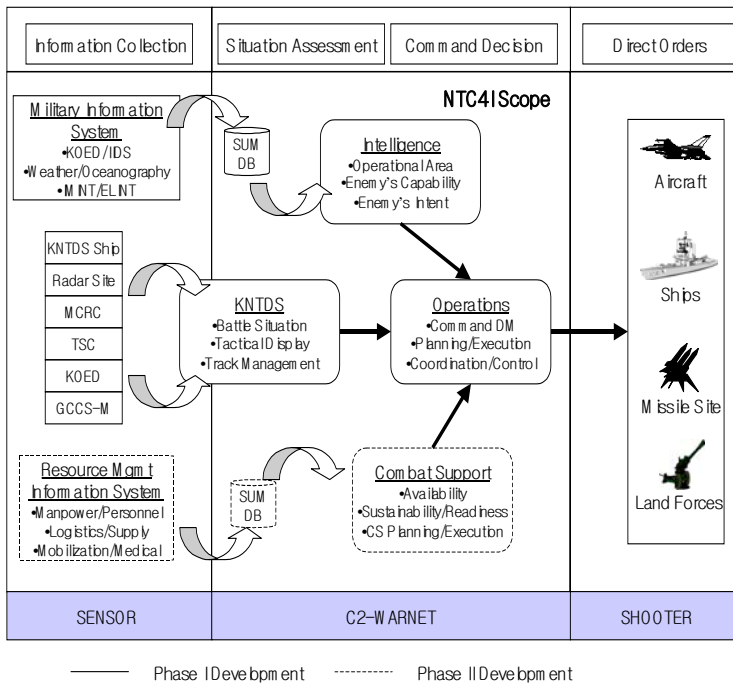 Information Collection
Situation Assessment
Command Decision
Direct Orders
NTC4I Scope
Military Information
System
•KOED/IDS
•Weather/Oceanography
•MINT/ELINT
SUM
DB
Intelligence
•Operational Area
•Enemy's Capability
•Enemy's Intent
KNTDS Ship
Radar Site
MCRC
TSC
KOED
GCCS-M
KNTDS
•Battle Situation
•Tactical Display
•Track Management
Operations
•Command DM
•Planning/Execution
•Coordination/Control
Resource Mgmt
Information System
•Manpower/Personnel
•Logistics/Supply
•Mobilization/Medical
SUM
DB
Combat Support
•Availability
•Sustainability/Readiness
•CS Planning/Execution
Aircraft
Ships
Missile Site
Land Forces
SENSOR
C2-WARNET
SHOOTER
Phase I Development
Phase II Development